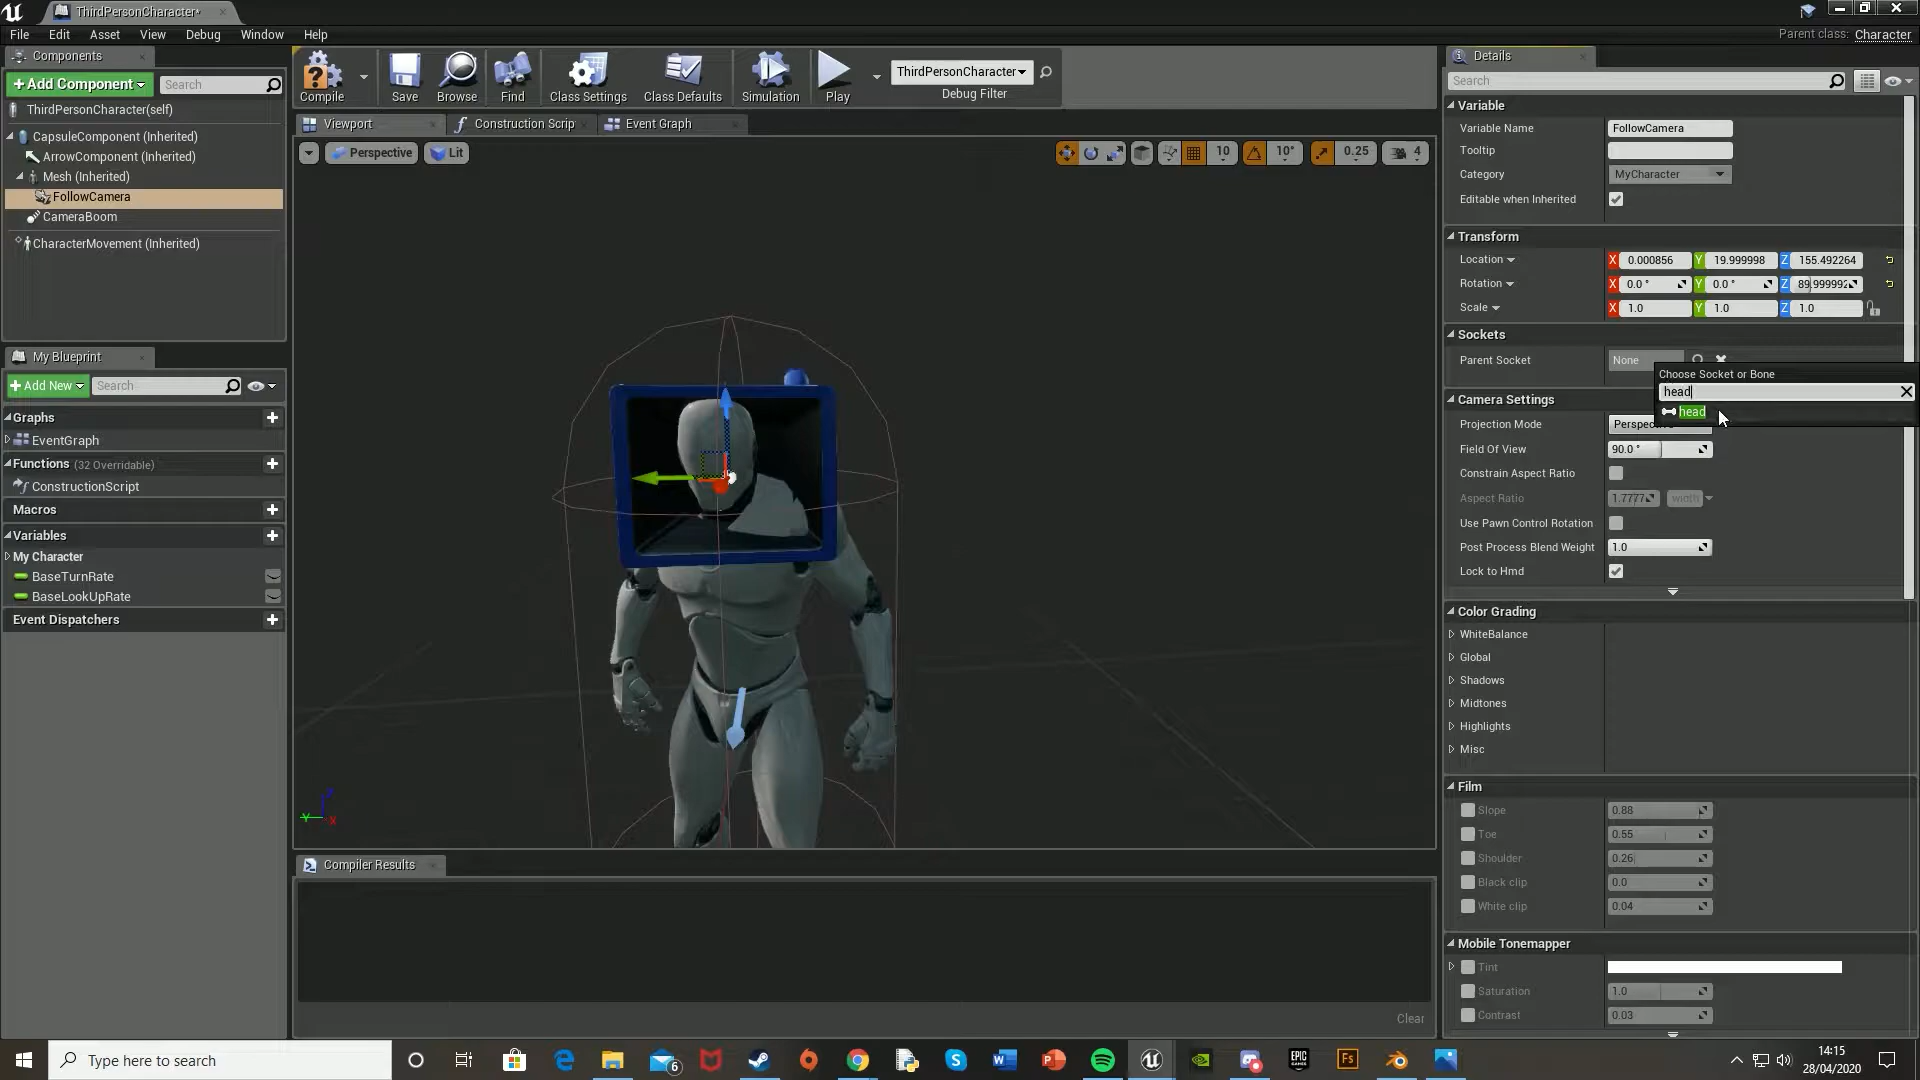 ThirdPersonCharacter*
File Edit Asset View Debug Window Help
Parent class: Character
Components
+Add Component
Search
ThirdPersonCharacter(self)
CapsuleComponent (Inherited)
ArrowComponent (Inherited)
Mesh (Inherited)
FollowCamera
CameraBoom
CharacterMovement (Inherited)
My Blueprint
+Add New
Search
Graphs
EventGraph
Functions (32 Overridable)
ConstructionScript
Macros
Variables
My Character
BaseTurnRate
BaseLookUpRate
Event Dispatchers
Compile
Save
Browse
Find
Class Settings
Class Defaults
Simulation
Play
ThirdPersonCharacter
Debug Filter
Viewport
Construction Scrip
Event Graph
Perspective
Lit
10
10°
0.25
4
Compiler Results
Clear
Details
Search
Variable
Variable Name FollowCamera
Tooltip
Category MyCharacter
Editable when Inherited
Transform
Location X 0.000856 Y 19.999998 Z 155.492264
Rotation X 0.0 ° Y 0.0 ° Z 89.999992
Scale X 1.0 Y 1.0 Z 1.0
Sockets
Parent Socket None
Choose Socket or Bone
head
head
Camera Settings
Projection Mode
Field Of View 90.0 °
Constrain Aspect Ratio
Aspect Ratio 1.7777 width
Use Pawn Control Rotation
Post Process Blend Weight 1.0
Lock to Hmd
Color Grading
WhiteBalance
Global
Shadows
Midtones
Highlights
Misc
Film
Slope 0.88
Toe 0.55
Shoulder 0.26
Black clip 0.0
White clip 0.04
Mobile Tonemapper
Tint
Saturation 1.0
Contrast 0.03
Type here to search
6
14:15
28/04/2020